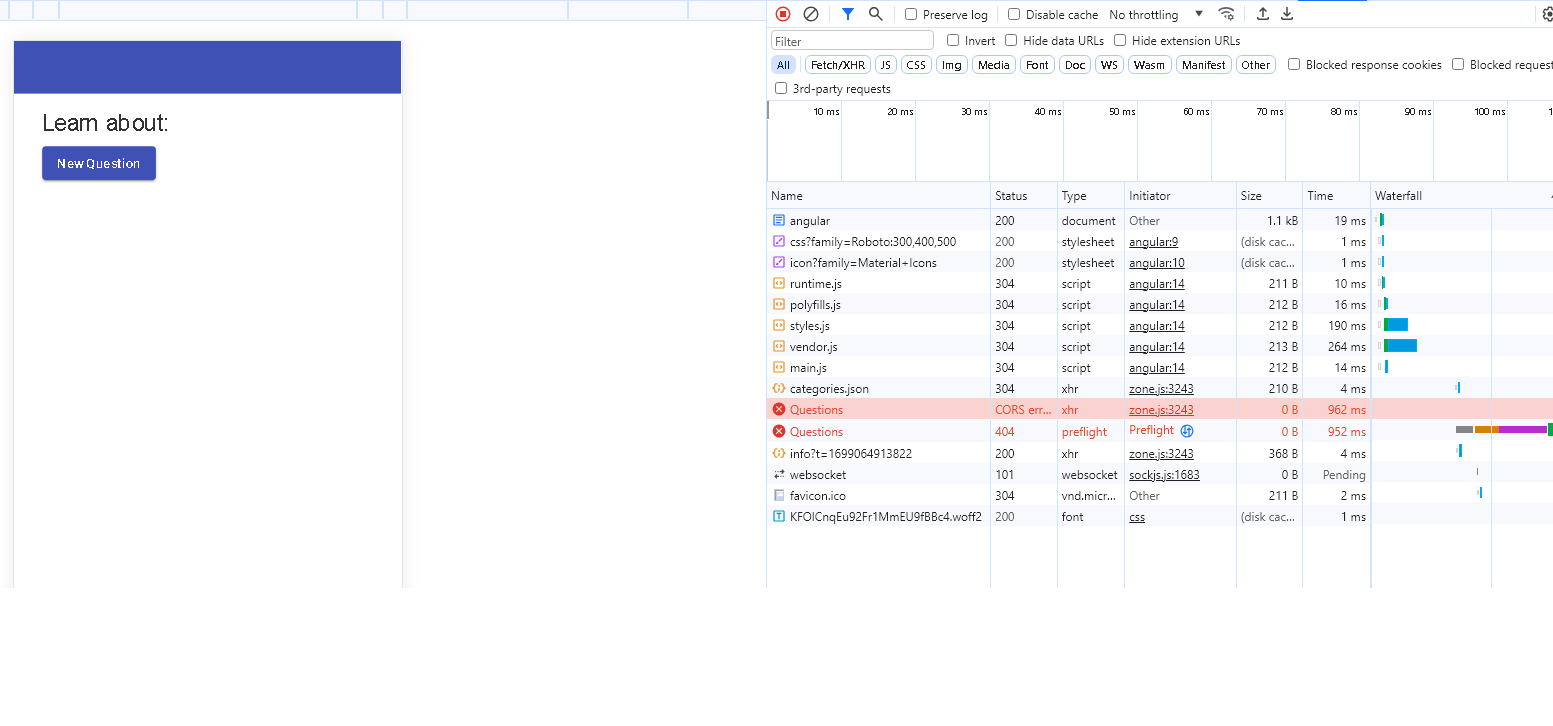 Learn about:
New Question
Preserve log Disable cache No throttling
Filter Invert Hide data URLs Hide extension URLs
All Fetch/XHR JS CSS Img Media Font Doc WS Wasm Manifest Other Blocked response cookies Blocked request
3rd-party requests
10 ms 20 ms 30 ms 40 ms 50 ms 60 ms 70 ms 80 ms 90 ms 100 ms 1
Name Status Type Initiator Size Time Waterfall
angular 200 document Other 1.1 kB 19 ms
css?family=Roboto:300,400,500 200 stylesheet angular:9 (disk cac... 1 ms
icon?family=Material+Icons 200 stylesheet angular:10 (disk cac... 1 ms
runtime.js 304 script angular:14 211 B 10 ms
polyfills.js 304 script angular:14 212 B 16 ms
styles.js 304 script angular:14 212 B 190 ms
vendor.js 304 script angular:14 213 B 264 ms
main.js 304 script angular:14 212 B 14 ms
categories.json 304 xhr zone.js:3243 210 B 4 ms
Questions CORS err... xhr zone.js:3243 0 B 962 ms
Questions 404 preflight Preflight 0 B 952 ms
info?t=1699064913822 200 xhr zone.js:3243 368 B 4 ms
websocket 101 websocket sockjs.js:1683 0 B Pending
favicon.ico 304 vnd.micr... Other 211 B 2 ms
KFOlCnqEu92Fr1MmEU9fBBc4.woff2 200 font css (disk cac... 1 ms